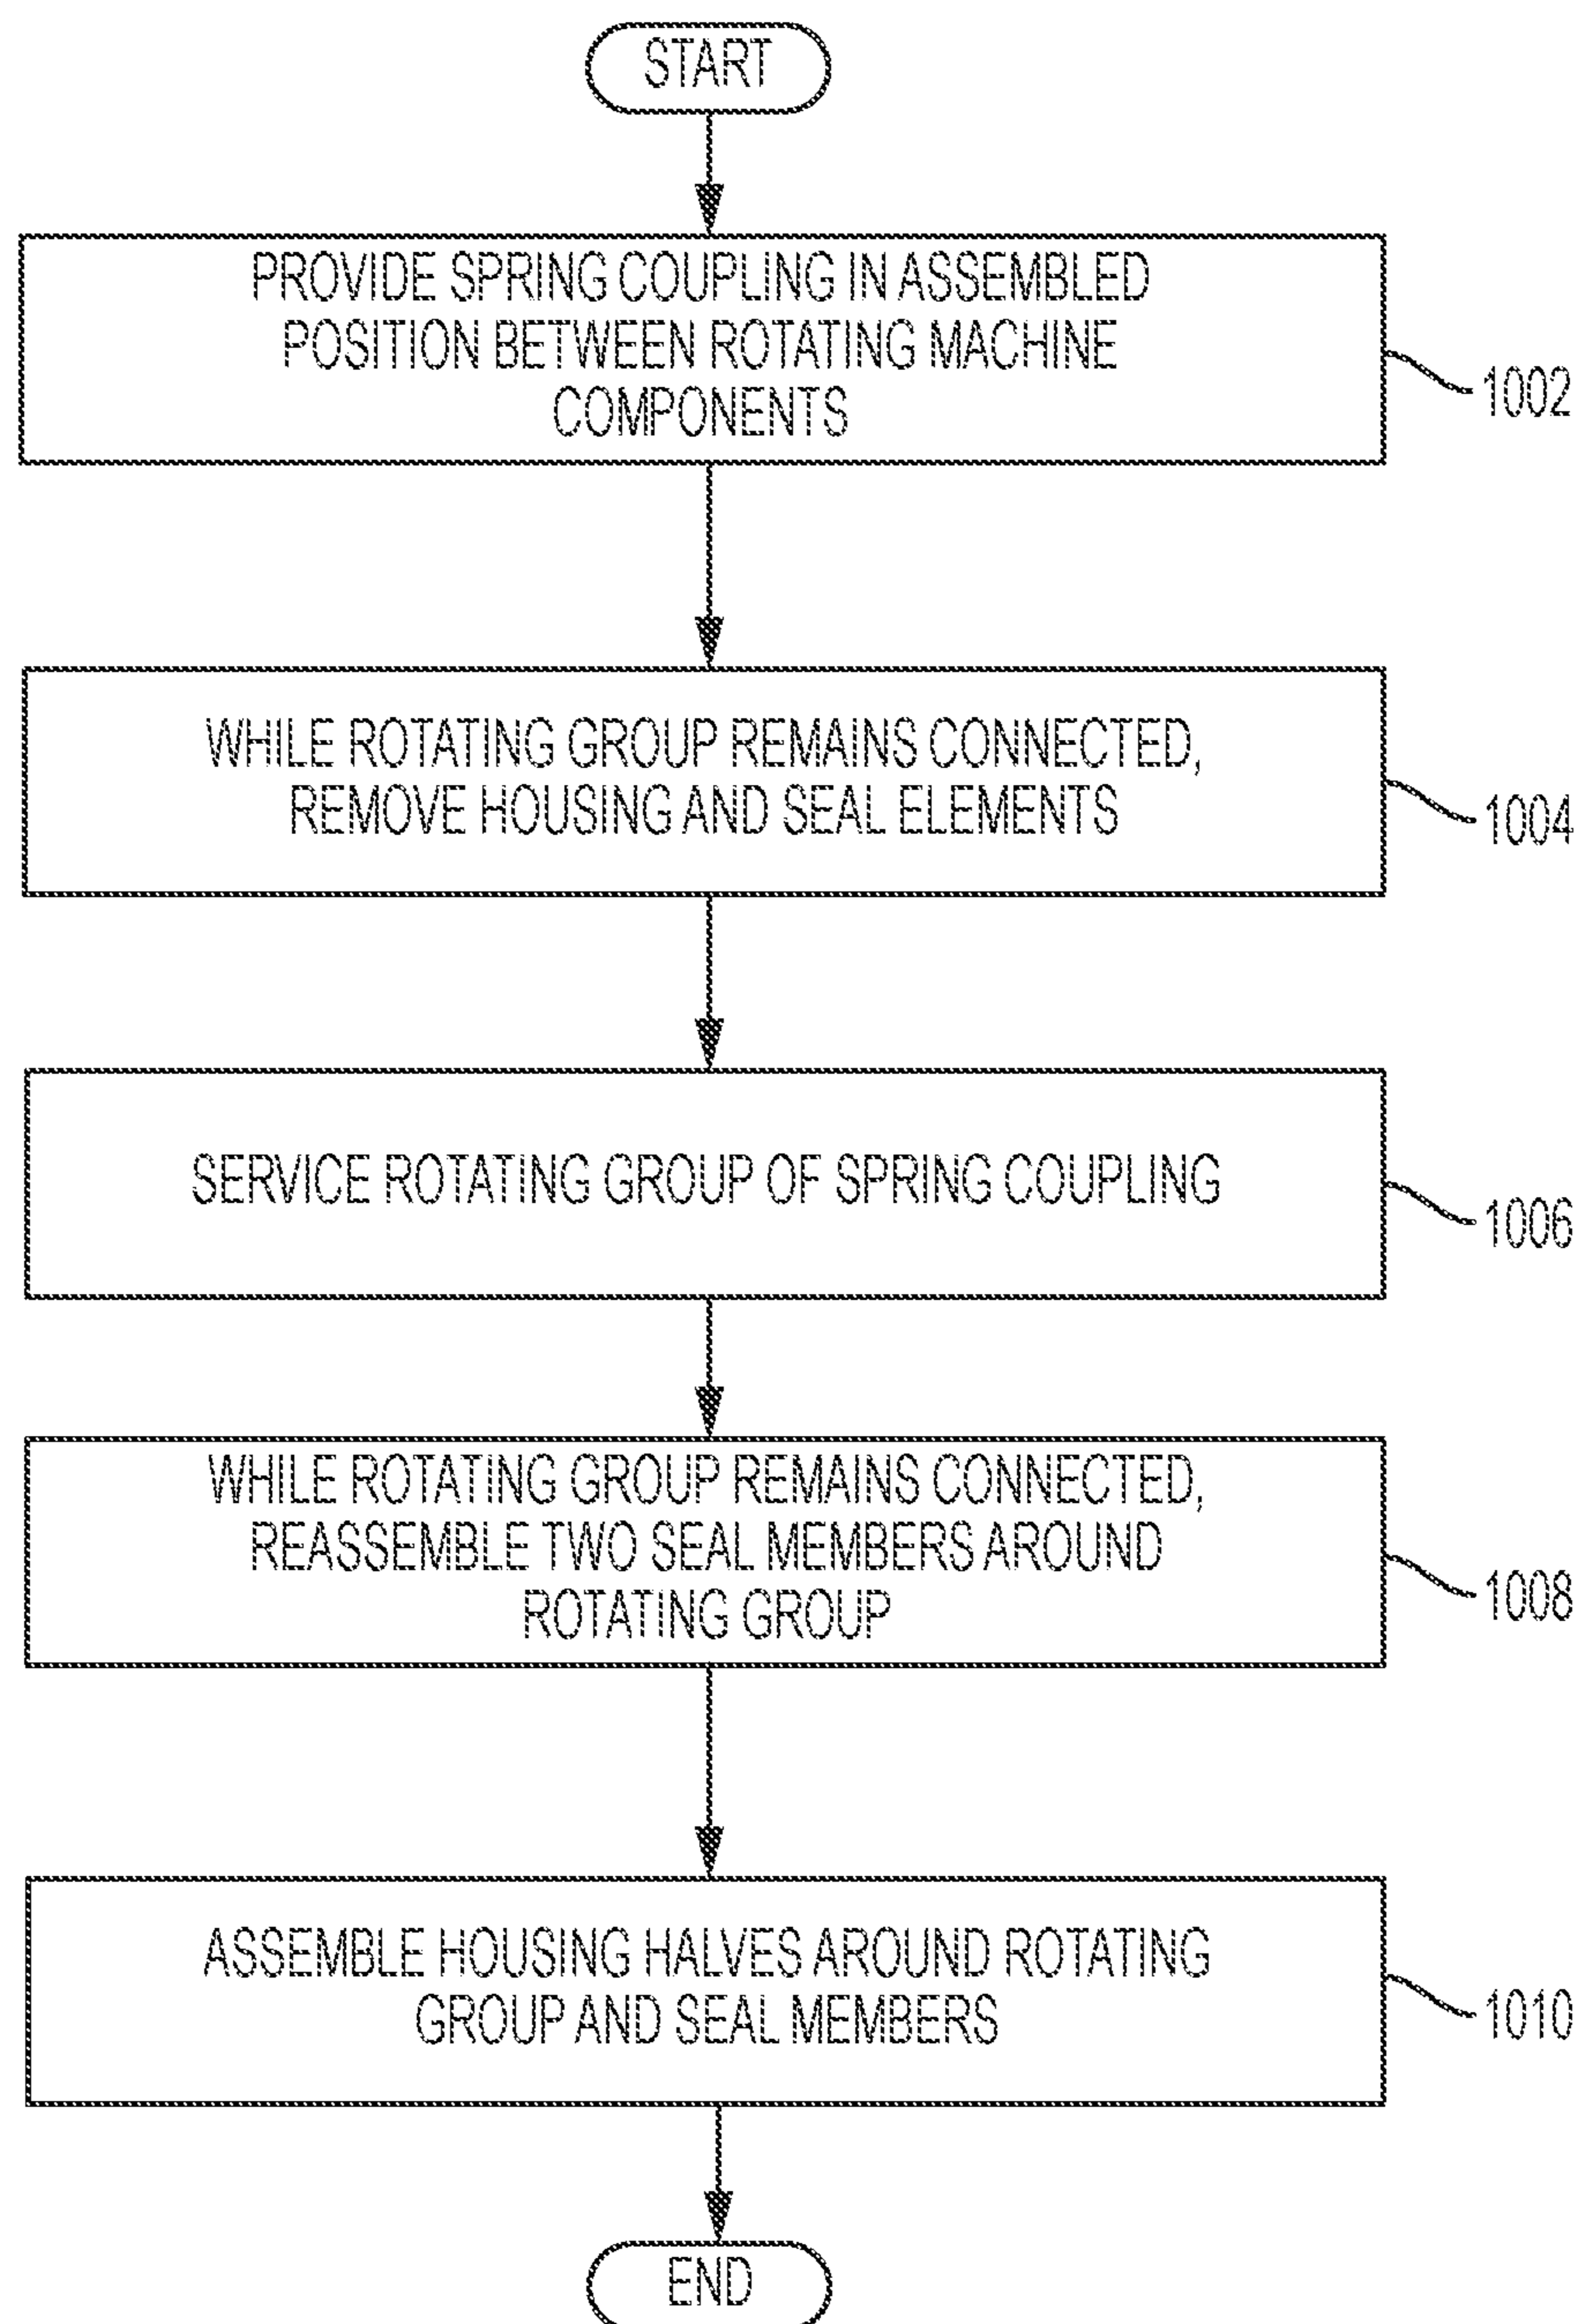 START
PROVIDE SPRING COUPLING IN ASSEMBLED
POSITION BETWEEN ROTATING MACHINE
COMPONENTS
1002
WHILE ROTATING GROUP REMAINS CONNECTED,
REMOVE HOUSING AND SEAL ELEMENTS
1004
SERVICE ROTATING GROUP OF SPRING COUPLING
1006
WHILE ROTATING GROUP REMAINS CONNECTED,
REASSEMBLE TWO SEAL MEMBERS AROUND
ROTATING GROUP
1008
ASSEMBLE HOUSING HALVES AROUND ROTATING
GROUP AND SEAL MEMBERS
1010
END